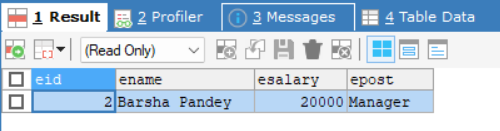 1 Result 2 Profiler 3 Messages 4 Table Data
(Read Only)
eid ename esalary epost
2 Barsha Pandey 20000 Manager